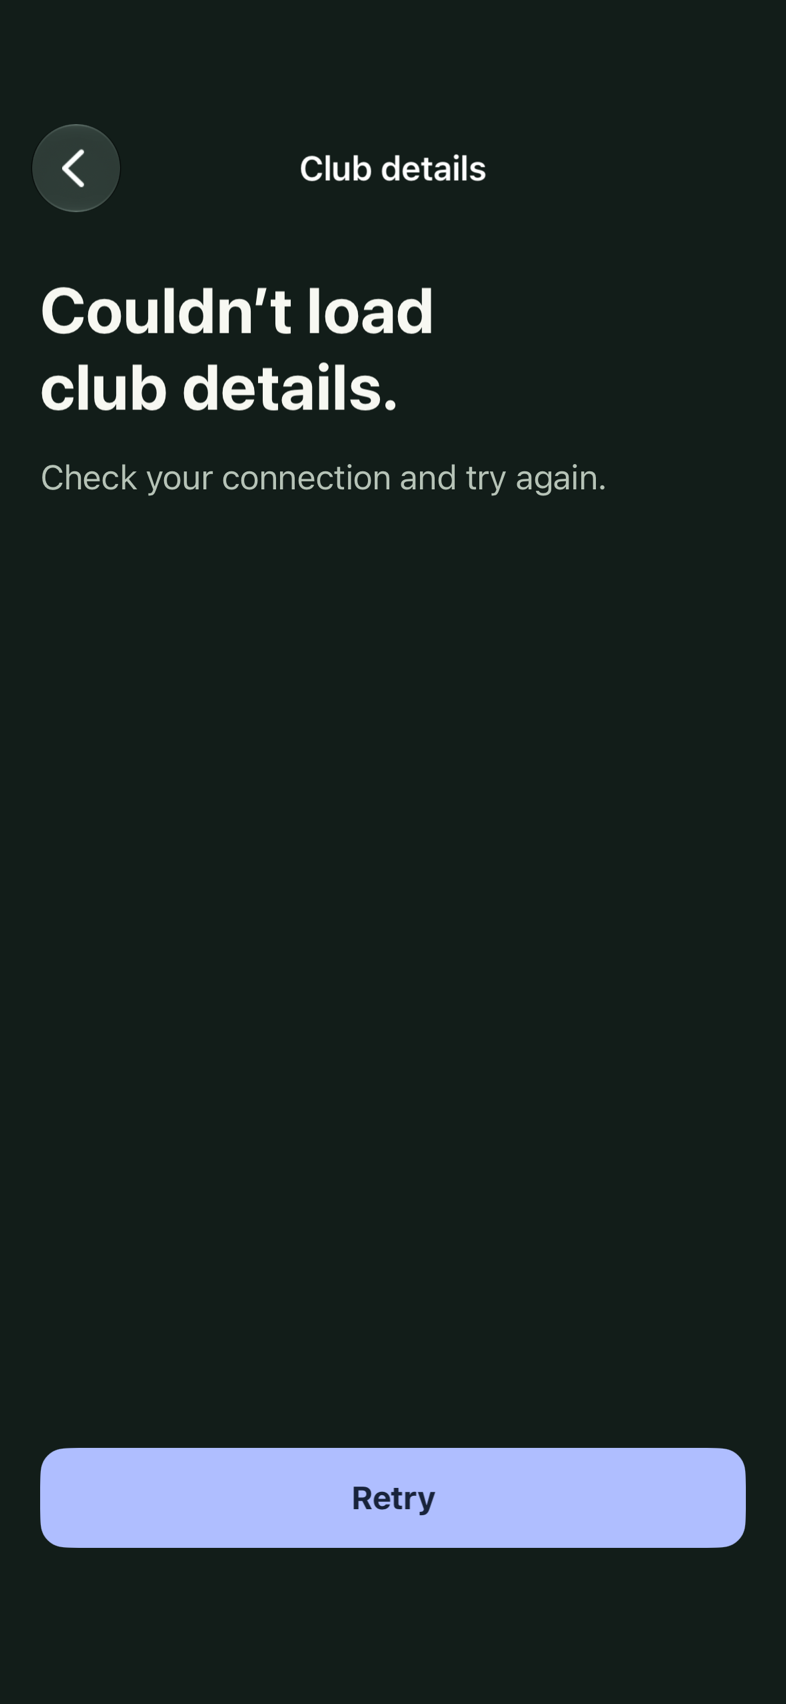 Club details
Couldn’t load
club details.
Check your connection and try again.
Retry